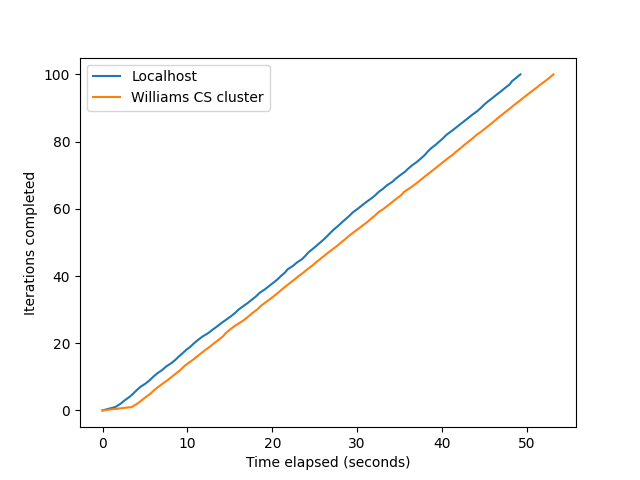 Localhost
Williams CS cluster
Iterations completed
100
80
60
40
20
0
0 10 20 30 40 50
Time elapsed (seconds)